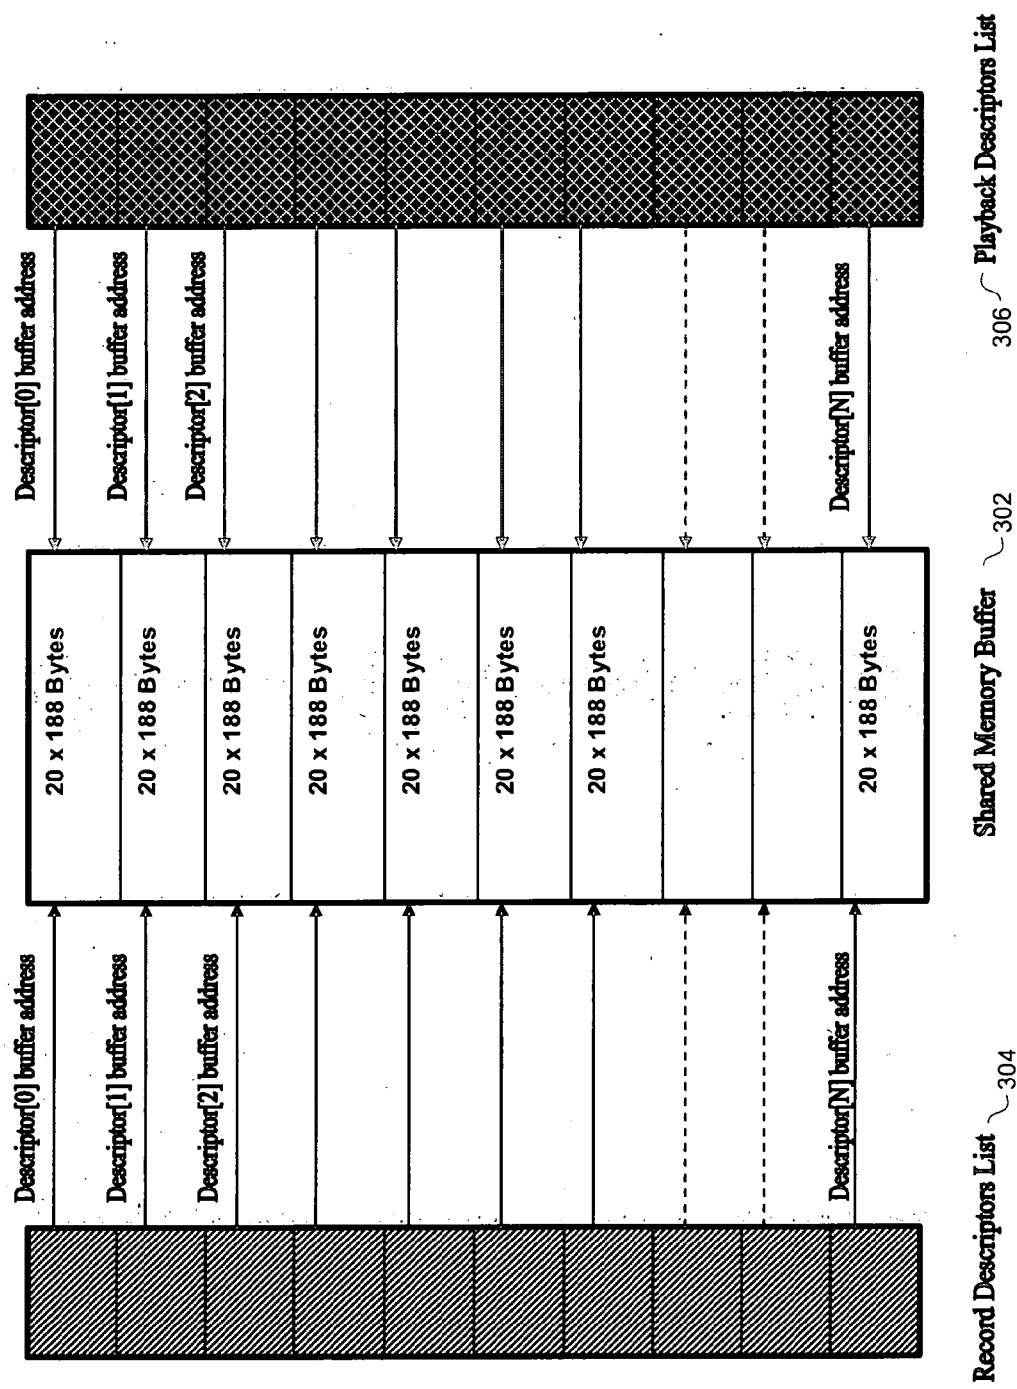 Descriptor[0] buffer address
Descriptor[0] buffer address
20 x 188 Bytes
Descriptor[1] buffer address
Descriptor[1] buffer address
20 x 188 Bytes
Descriptor[2] buffer address
Descriptor[2] buffer address
20 x 188 Bytes
20 x 188 Bytes
20 x 188 Bytes
20 x 188 Bytes
20 x 188 Bytes
Descriptor[N] buffer address
Descriptor[N] buffer address
20 x 188 Bytes
Record Descriptors List
304
Shared Memory Buffer
302
306
Playback Descriptors List